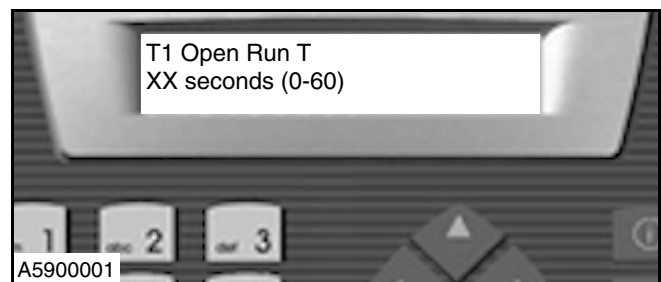 T1 Open Run T
XX seconds (0-60)
1
abc 2
def 3
A5900001